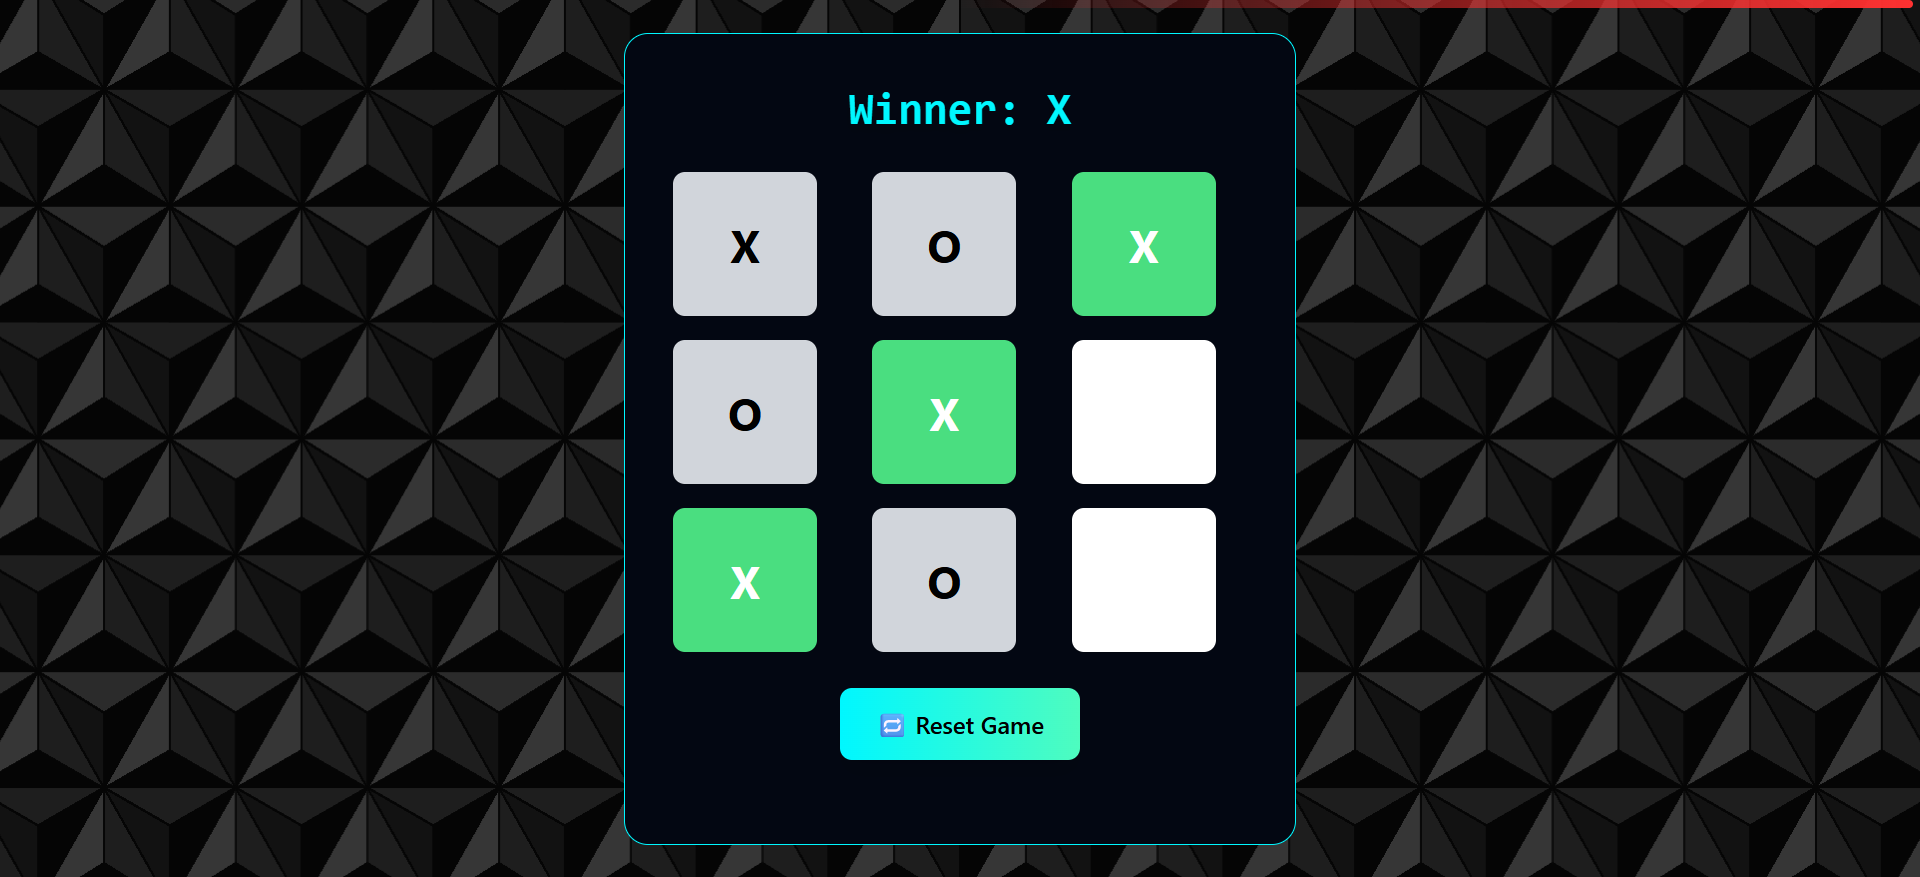 Winner: X
X O X
O X
X O
🔁 Reset Game